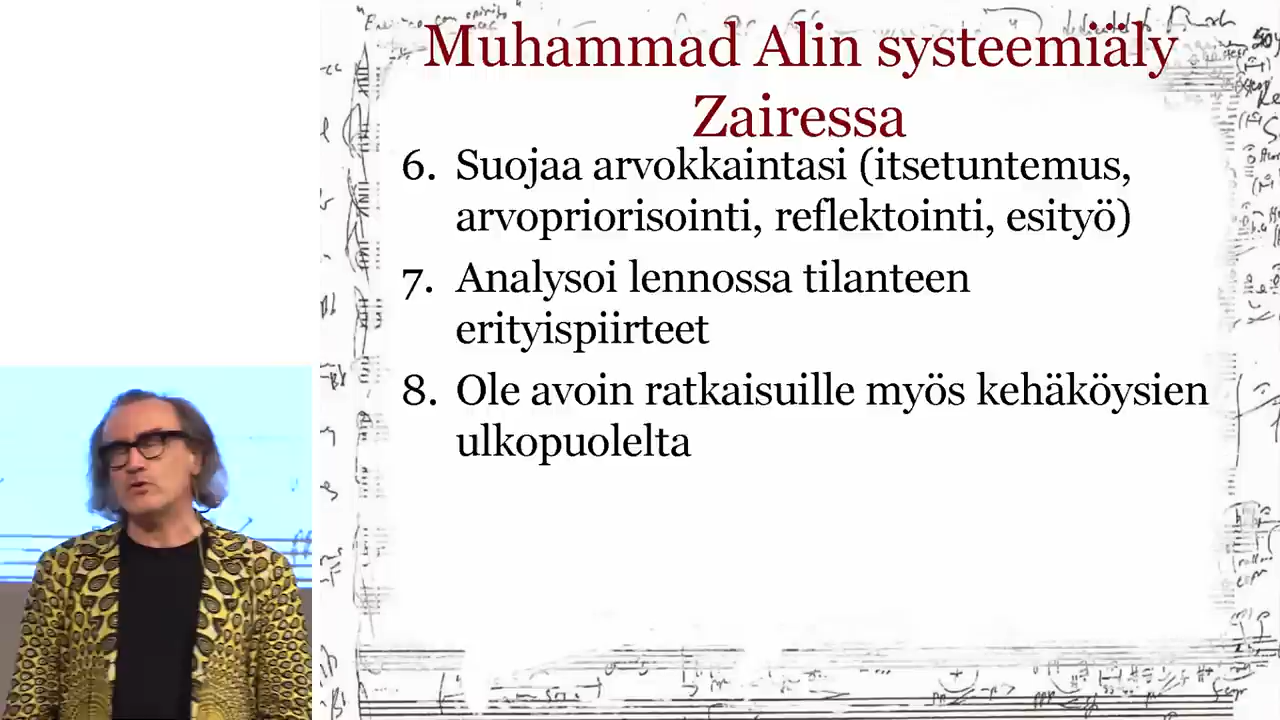 Muhammad Alin systeemiäly
Zairessa
6. Suojaa arvokkaintasi (itsetuntemus,
arvopriorisointi, reflektointi, esityö)
7. Analysoi lennossa tilanteen
erityispiirteet
8. Ole avoin ratkaisuille myös kehäköysien
ulkopuolelta